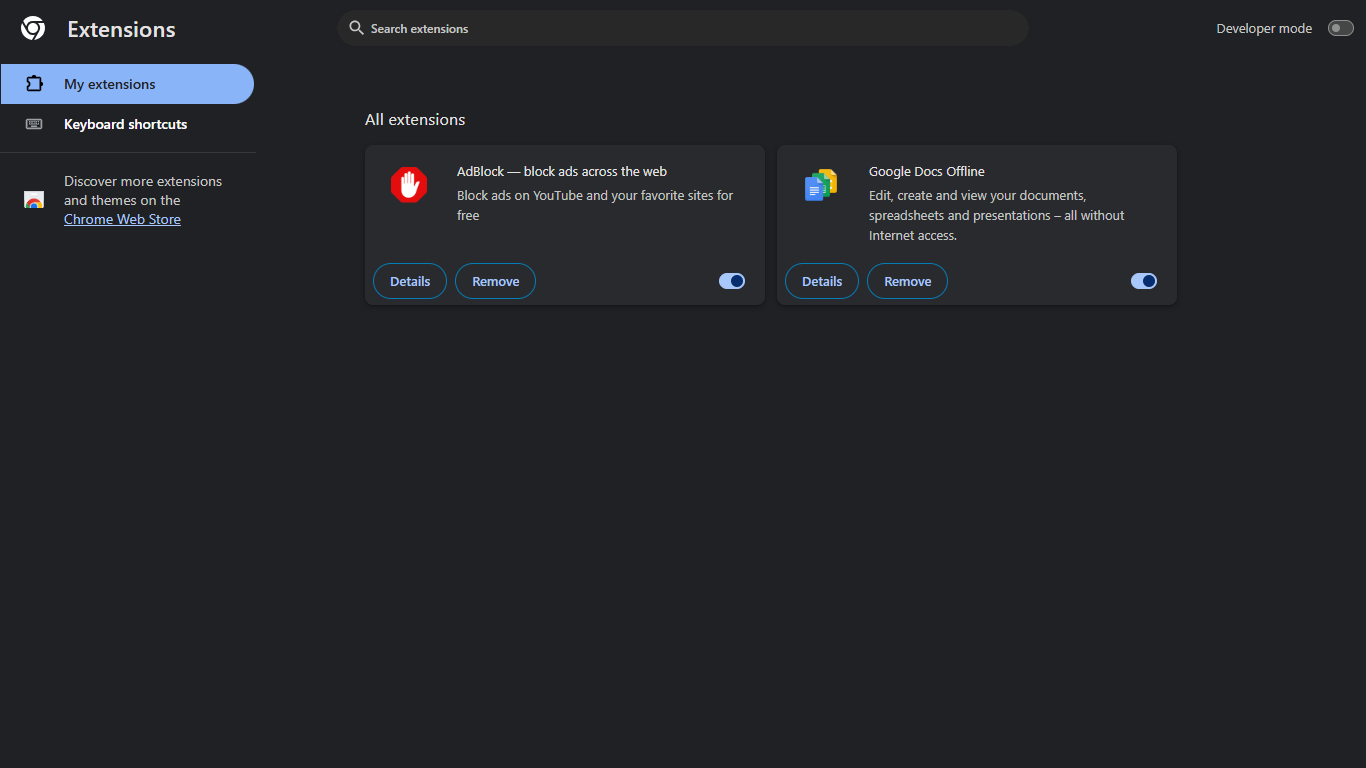 Extensions
Search extensions
Developer mode
My extensions
Keyboard shortcuts
Discover more extensions
and themes on the
Chrome Web Store
All extensions
AdBlock — block ads across the web
Block ads on YouTube and your favorite sites for
free
Details
Remove
Google Docs Offline
Edit, create and view your documents,
spreadsheets and presentations – all without
Internet access.
Details
Remove